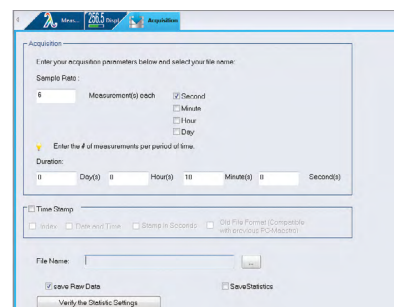 Meas... 256.5 Displ Acquisition
Acquisition
Enter your acquisition parameters below and select your file name:
Sample Rate :
6 Measurement(s) each Second
Minute
Hour
Day
Enter the # of measurements per period of time.
Duration:
0 Day(s) 0 Hour(s) 10 Minute(s) 0 Second(s)
Time Stamp
Index Date and Time Stamp in Seconds Old File Format (Compatible
with previous PC-Maestro)
File Name: ...
save Raw Data SaveStatistics
Verify the Statistic Settings